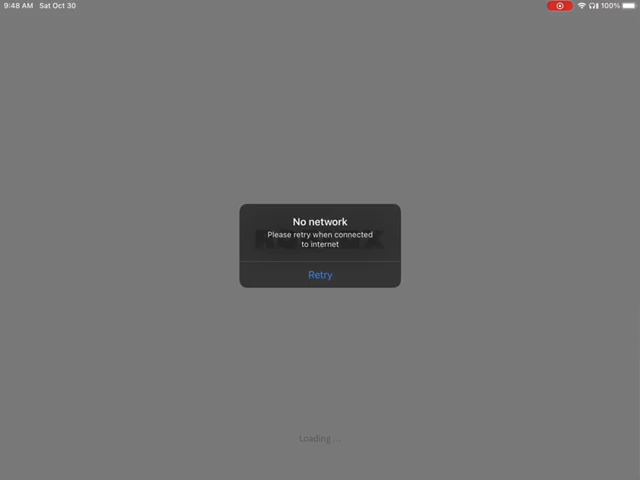 9:48 AM Sat Oct 30
100%
No network
Please retry when connected
to internet
Retry
Loading ...